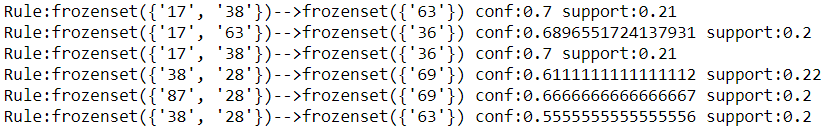 Rule:frozenset({'17', '38'})-->frozenset({'63'}) conf:0.7 support:0.21
Rule:frozenset({'17', '63'})-->frozenset({'36'}) conf:0.6896551724137931 support:0.2
Rule:frozenset({'17', '38'})-->frozenset({'36'}) conf:0.7 support:0.21
Rule:frozenset({'38', '28'})-->frozenset({'69'}) conf:0.6111111111111112 support:0.22
Rule:frozenset({'87', '28'})-->frozenset({'69'}) conf:0.6666666666666667 support:0.2
Rule:frozenset({'38', '28'})-->frozenset({'63'}) conf:0.5555555555555556 support:0.2